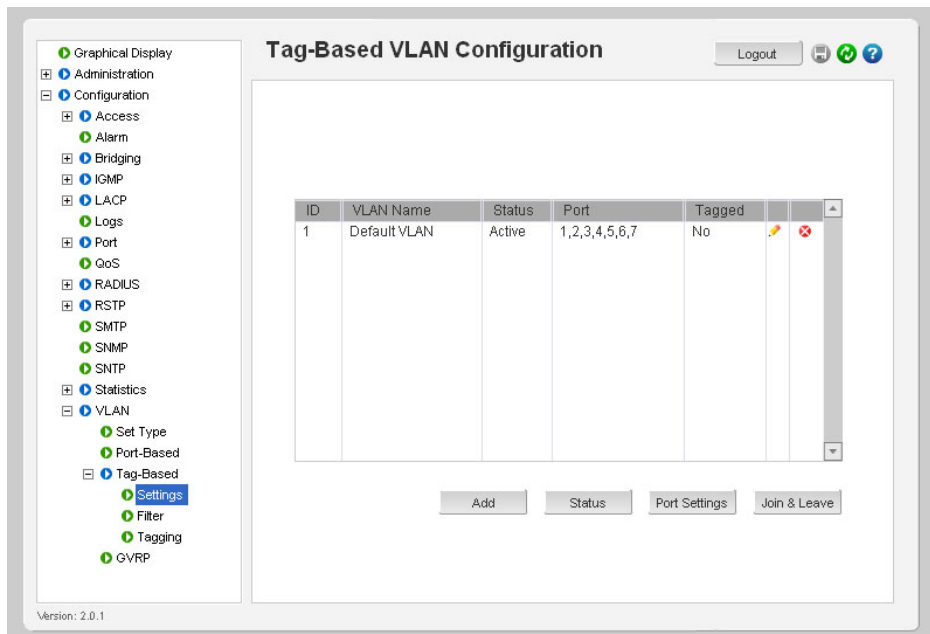 Graphical Display
Administration
Configuration
Access
Alarm
Bridging
IGMP
LACP
Logs
Port
QoS
RADIUS
RSTP
SMTP
SNMP
SNTP
Statistics
VLAN
Set Type
Port-Based
Tag-Based
Settings
Filter
Tagging
GVRP
Tag-Based VLAN Configuration
Logout
ID VLAN Name Status Port Tagged
1 Default VLAN Active 1,2,3,4,5,6,7 No
Add Status Port Settings Join & Leave
Version: 2.0.1